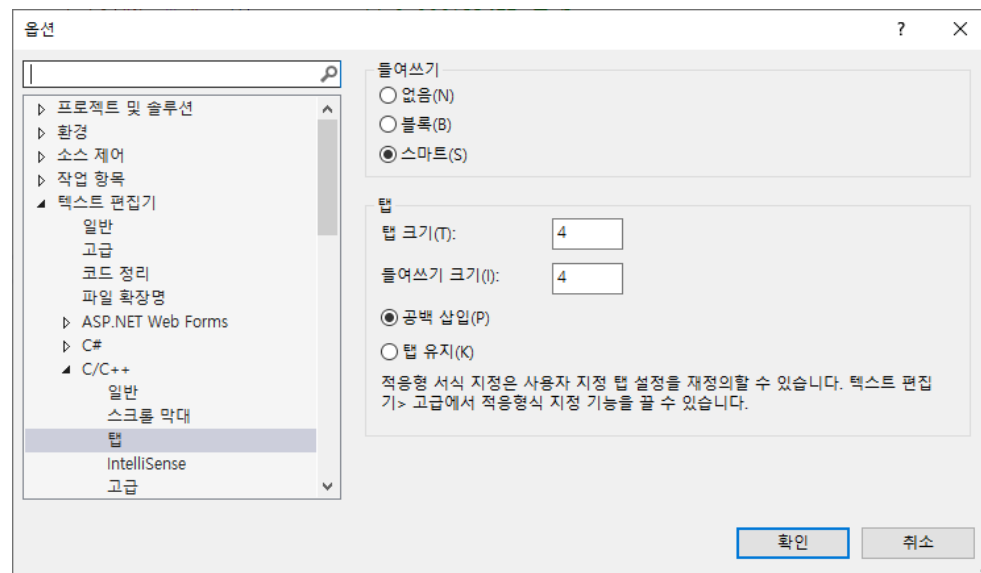 옵션
?
프로젝트 및 솔루션
환경
소스 제어
작업 항목
텍스트 편집기
일반
고급
코드 정리
파일 확장명
ASP.NET Web Forms
C#
C/C++
일반
스크롤 막대
탭
IntelliSense
고급
들여쓰기
없음(N)
블록(B)
스마트(S)
탭
탭 크기(T):
4
들여쓰기 크기(I):
4
공백 삽입(P)
탭 유지(K)
적응형 서식 지정은 사용자 지정 탭 설정을 재정의할 수 있습니다. 텍스트 편집
기> 고급에서 적응형식 지정 기능을 끌 수 있습니다.
확인
취소